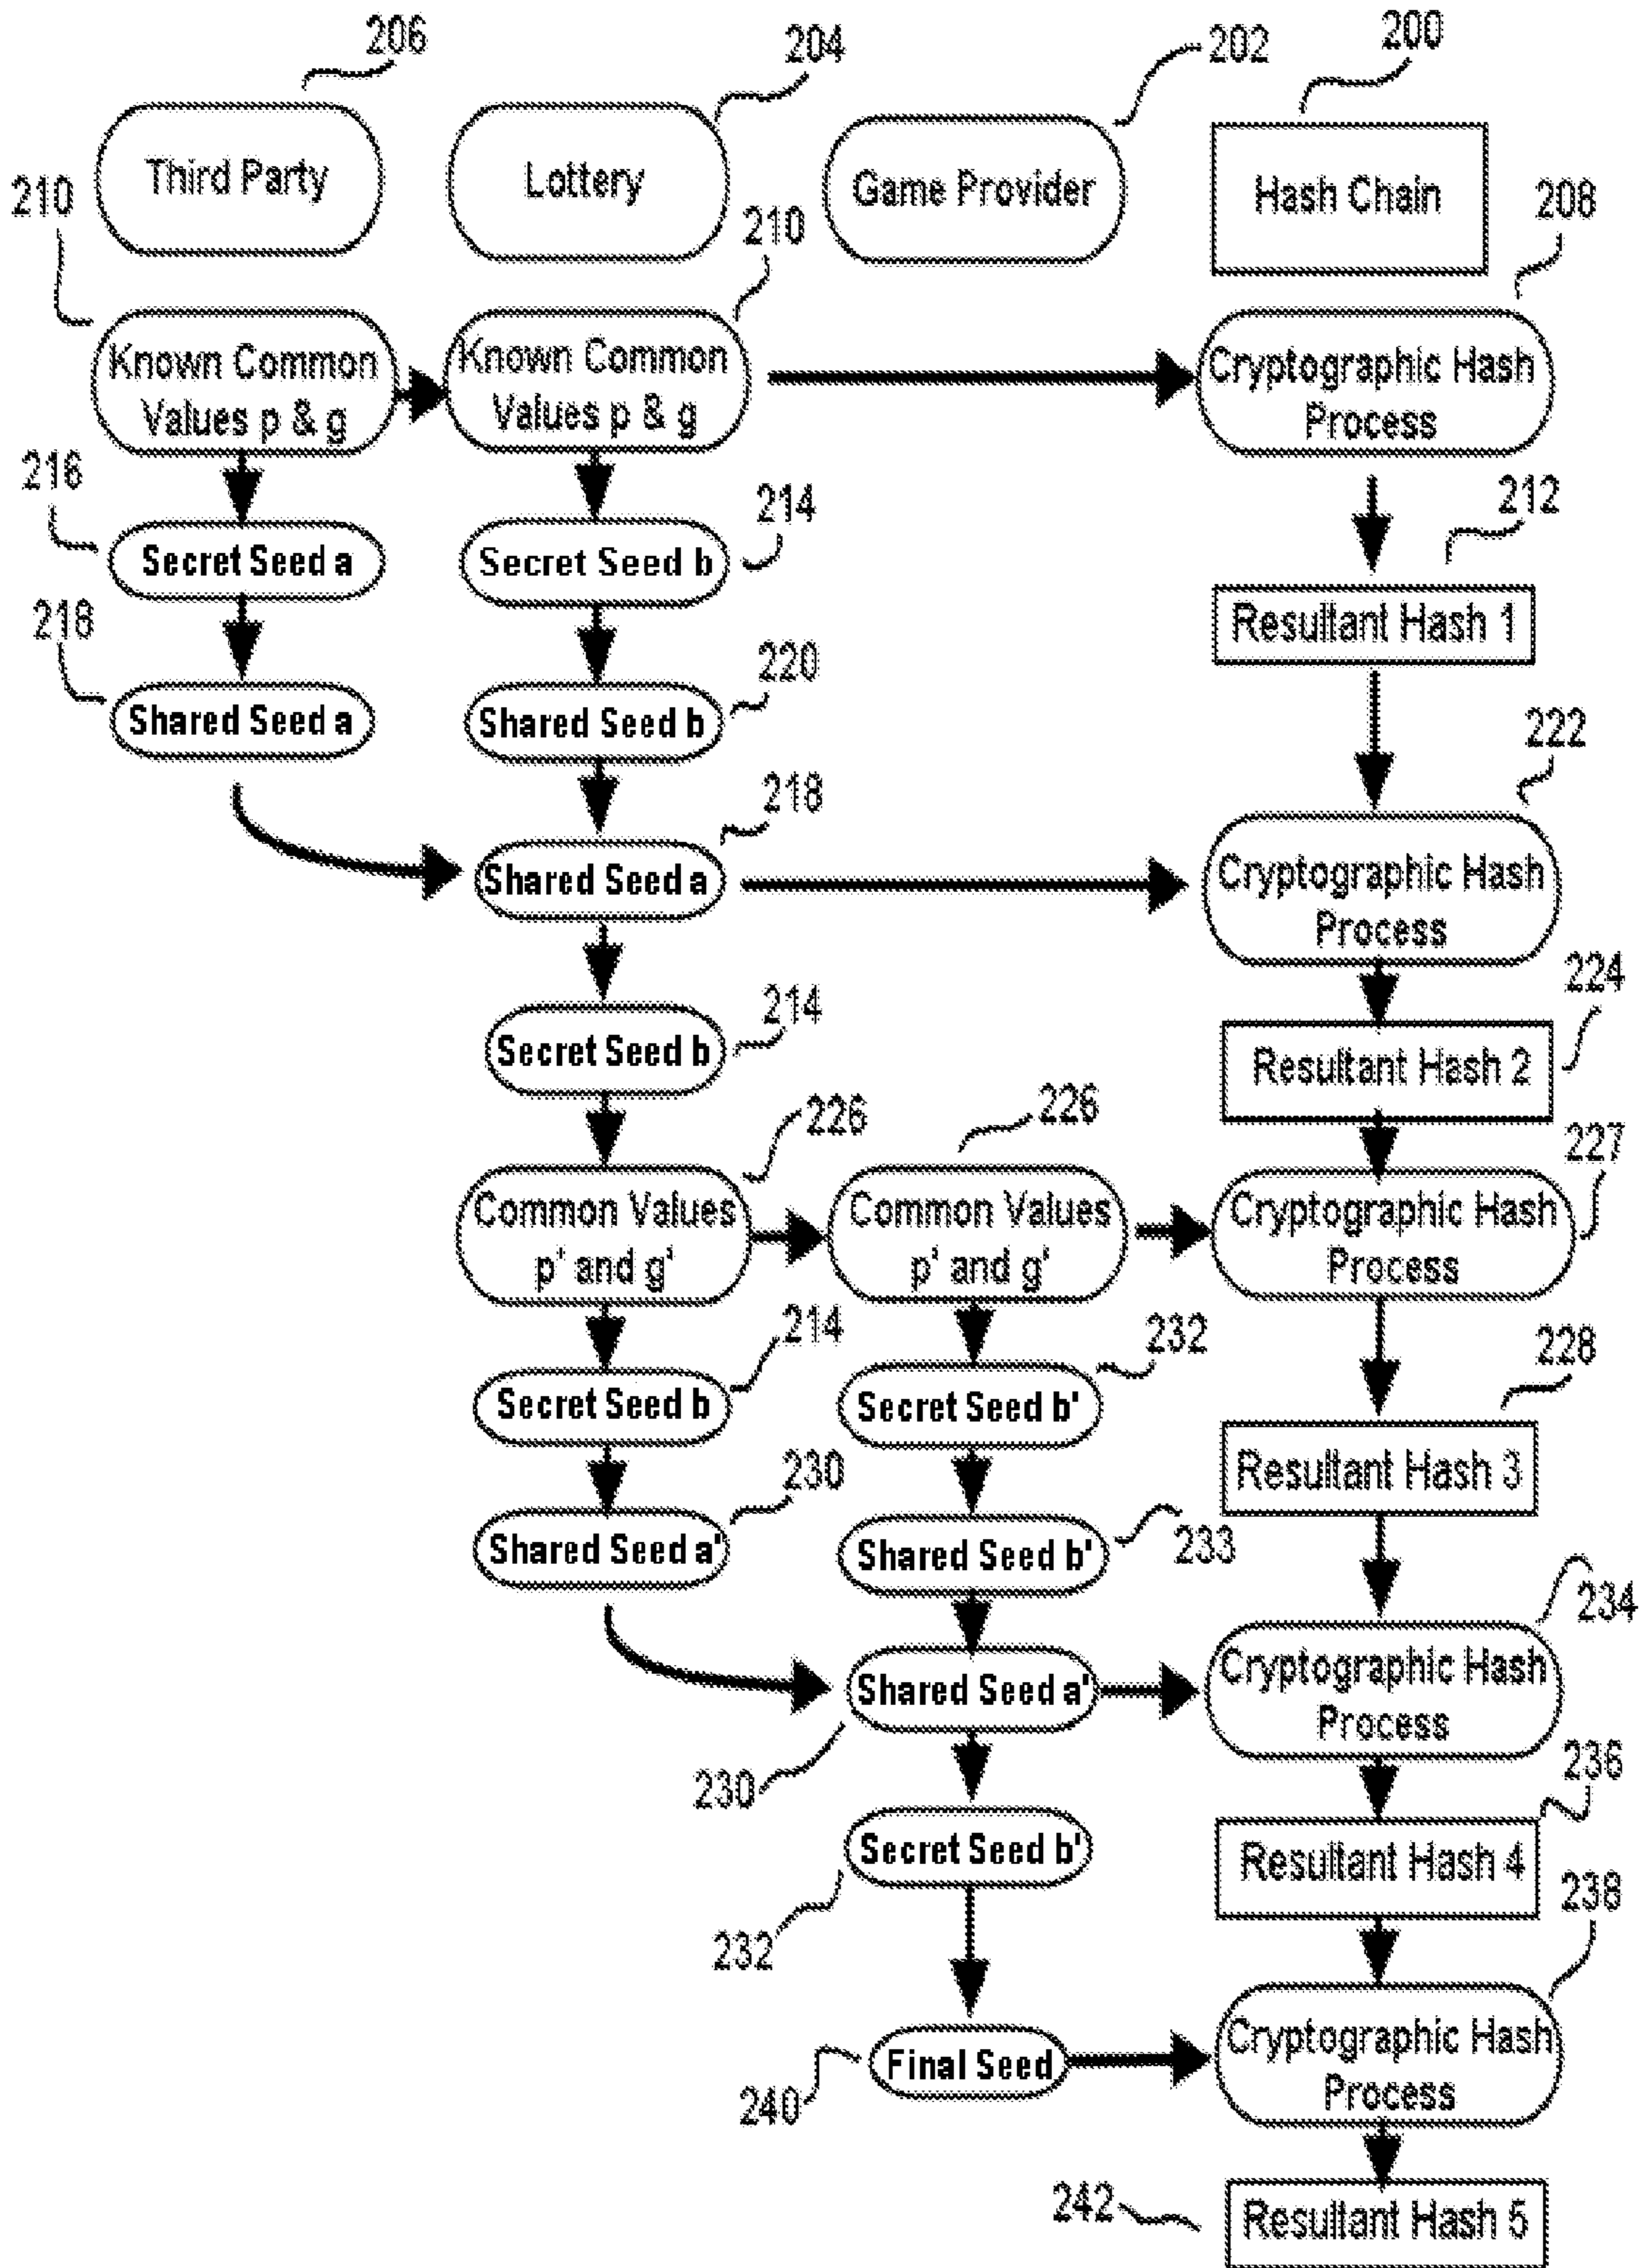 206
204
202
200
Third Party
Lottery
Game Provider
Hash Chain
210
210
208
Known Common
Values p & g
Known Common
Values p & g
Cryptographic Hash
Process
216
214
212
Secret Seed a
Secret Seed b
Resultant Hash 1
218
220
Shared Seed a
Shared Seed b
222
218
Shared Seed a
Cryptographic Hash
Process
224
214
Secret Seed b
Resultant Hash 2
226
226
227
Common Values
p' and g'
Common Values
p' and g'
Cryptographic Hash
Process
214
232
228
Secret Seed b
Secret Seed b'
Resultant Hash 3
230
Shared Seed a'
Shared Seed b'
233
234
Shared Seed a'
Cryptographic Hash
Process
230
236
Secret Seed b'
Resultant Hash 4
232
238
Final Seed
Cryptographic Hash
Process
240
242
Resultant Hash 5